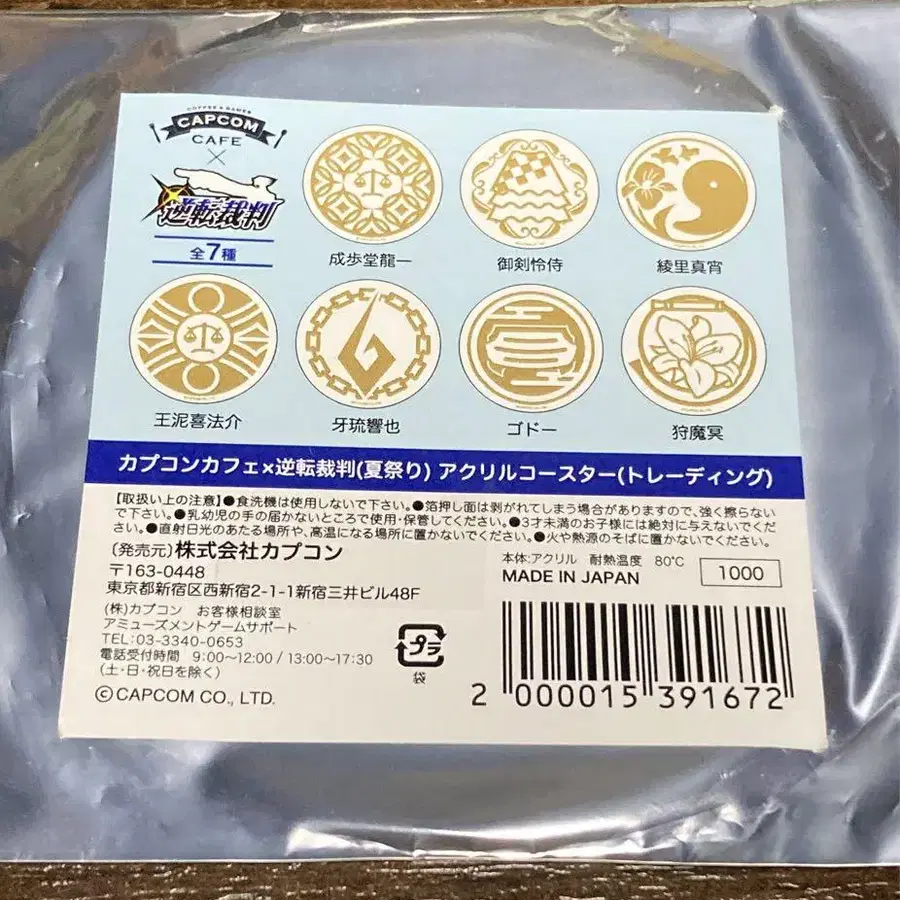 COFFEE & GAMES
CAPCOM
CAFE
×
逆転裁判
全7種
成歩堂龍一
御剣怜侍
綾里真宵
王泥喜法介
牙琉響也
ゴドー
狩魔冥
カプコンカフェ×逆転裁判(夏祭り) アクリルコースター(トレーディング)
【取扱い上の注意】●食洗機は使用しないで下さい。●箔押し面は剥がれてしまう場合がありますので、強く擦らない
で下さい。●乳幼児の手の届かないところで使用・保管してください。●3才未満のお子様には絶対に与えないでくだ
さい。●直射日光のあたる場所や、高温になる場所に置かないでください。●火や熱源のそばに置かないでください。
〔発売元〕株式会社カプコン
〒163-0448
東京都新宿区西新宿2-1-1新宿三井ビル48F
(株)カプコン お客様相談室
アミューズメントゲームサポート
TEL:03-3340-0653
電話受付時間 9:00〜12:00 / 13:00〜17:30
(土・日・祝日を除く)
©CAPCOM CO., LTD.
プラ
袋
本体:アクリル 耐熱温度 80℃
MADE IN JAPAN
1000
2 000015 391672